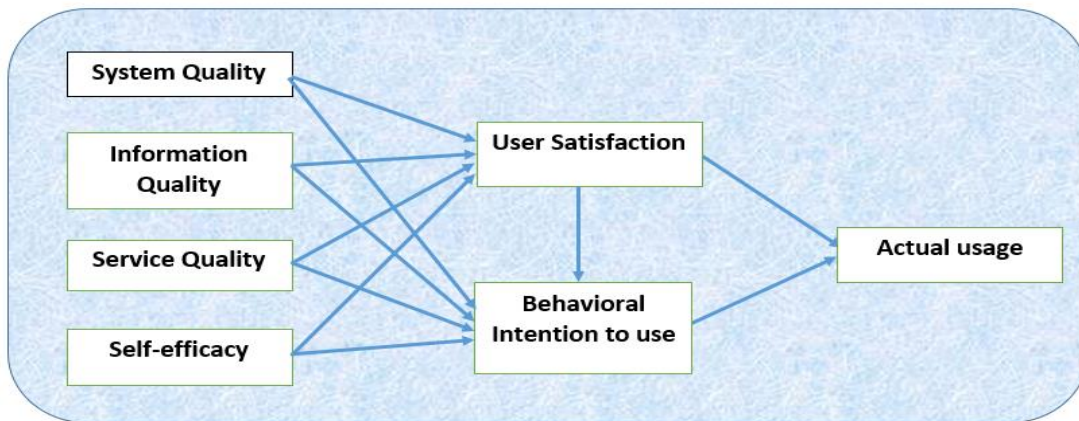 System Quality
Information
Quality
Service Quality
Self-efficacy
User Satisfaction
Behavioral
Intention to use
Actual usage